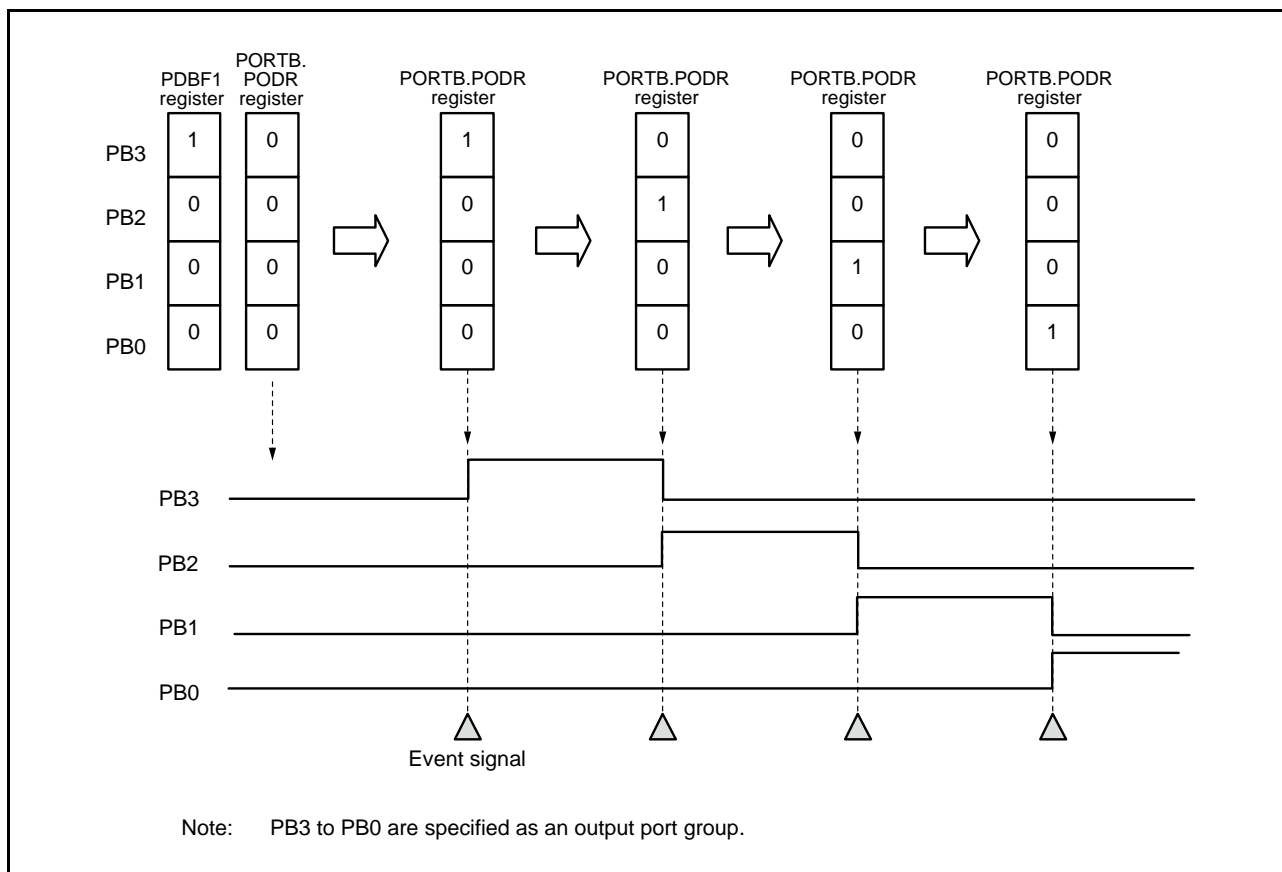 PDBF1
register
PORTB.
PODR
register
PORTB.PODR
register
PORTB.PODR
register
PORTB.PODR
register
PORTB.PODR
register
PB3 1 0 1 0 0 0
PB2 0 0 0 1 0 0
PB1 0 0 0 0 1 0
PB0 0 0 0 0 0 1
PB3
PB2
PB1
PB0
Event signal
Note: PB3 to PB0 are specified as an output port group.